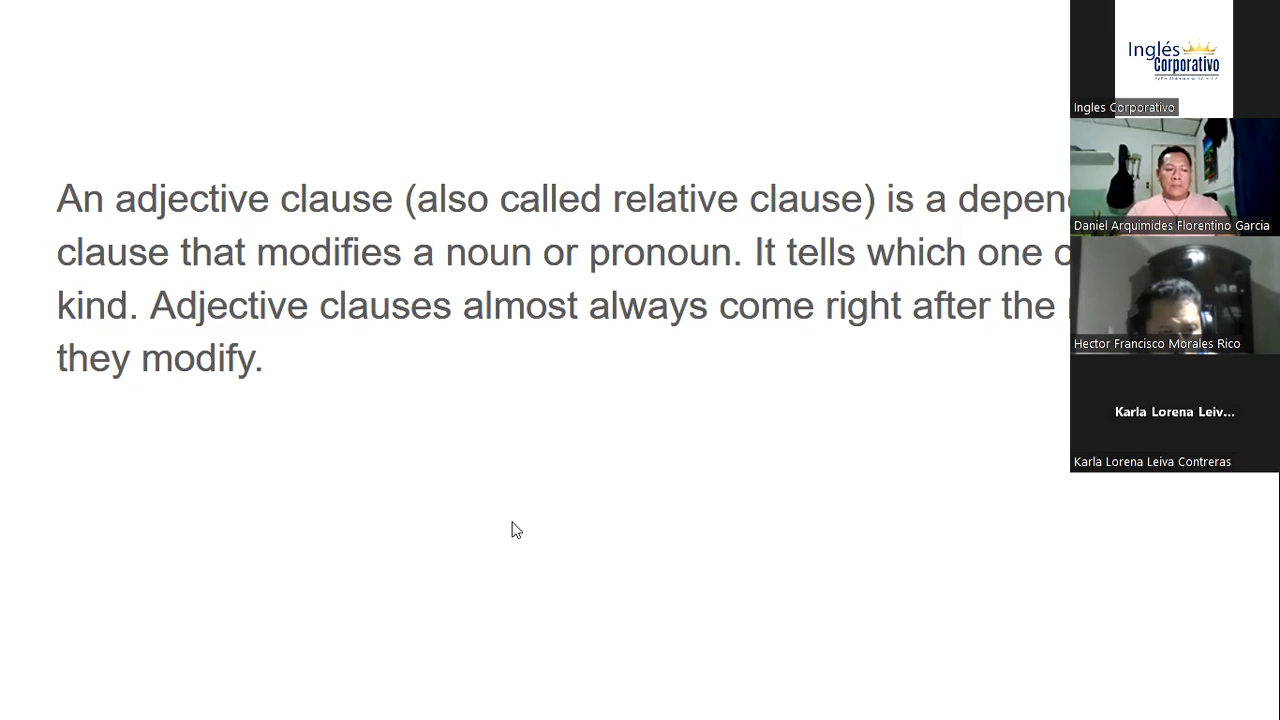 An adjective clause (also called relative clause) is a
clause that modifies a noun or pronoun. It tells which one
kind. Adjective clauses almost always come right after the
they modify.
Inglés
Corporativo
Ingles Corporativo
Daniel Arquimides Florentino Garcia
Hector Francisco Morales Rico
Karla Lorena Leiv...
Karla Lorena Leiva Contreras